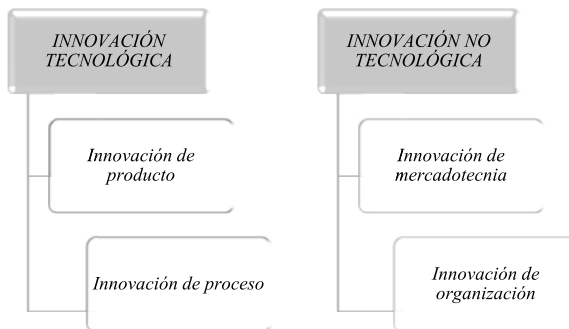 INNOVACIÓN
TECNOLÓGICA
Innovación de
producto
Innovación de proceso
INNOVACIÓN NO
TECNOLÓGICA
Innovación de
mercadotecnia
Innovación de
organización